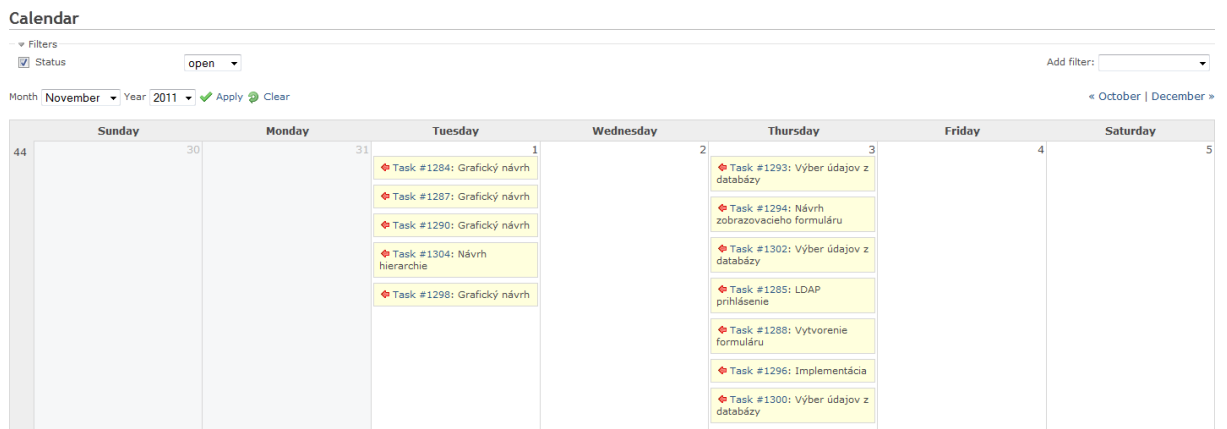 Calendar
Filters
Status open Add filter:
Month November Year 2011 Apply Clear « October | December »
Sunday Monday Tuesday Wednesday Thursday Friday Saturday
44 30 31 1 2 3 4 5
Task #1284: Grafický návrh
Task #1287: Grafický návrh
Task #1290: Grafický návrh
Task #1304: Návrh
hierarchie
Task #1298: Grafický návrh
Task #1293: Výber údajov z
databázy
Task #1294: Návrh
zobrazovacieho formuláru
Task #1302: Výber údajov z
databázy
Task #1285: LDAP
prihlásenie
Task #1288: Vytvorenie
formuláru
Task #1296: Implementácia
Task #1300: Výber údajov z
databázy